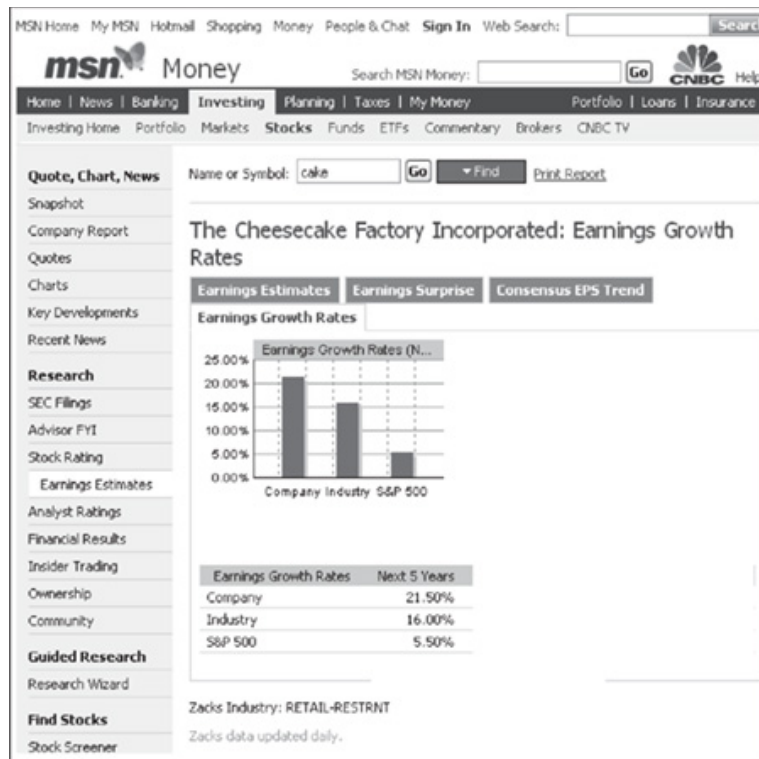 MSN Home My MSN Hotmail Shopping Money People & Chat Sign In Web Search:
msn Money Search MSN Money: Go CNBC Help
Home | News | Banking Investing Planning | Taxes | My Money Portfolio | Loans | Insurance
Investing Home Portfolio Markets Stocks Funds ETFs Commentary Brokers CNBC TV
Quote, Chart, News
Snapshot
Company Report
Quotes
Charts
Key Developments
Recent News
Research
SEC Filings
Advisor FYI
Stock Rating
Earnings Estimates
Analyst Ratings
Financial Results
Insider Trading
Ownership
Community
Guided Research
Research Wizard
Find Stocks
Stock Screener
Name or Symbol: cake Go Find Print Report
The Cheesecake Factory Incorporated: Earnings Growth
Rates
Earnings Estimates Earnings Surprise Consensus EPS Trend
Earnings Growth Rates
Earnings Growth Rates (N...
25.00%
20.00%
15.00%
10.00%
5.00%
0.00%
Company Industry S&P 500
Earnings Growth Rates Next 5 Years
Company 21.50%
Industry 16.00%
S&P 500 5.50%
Zacks Industry: RETAIL-RESTRNT
Zacks data updated daily.